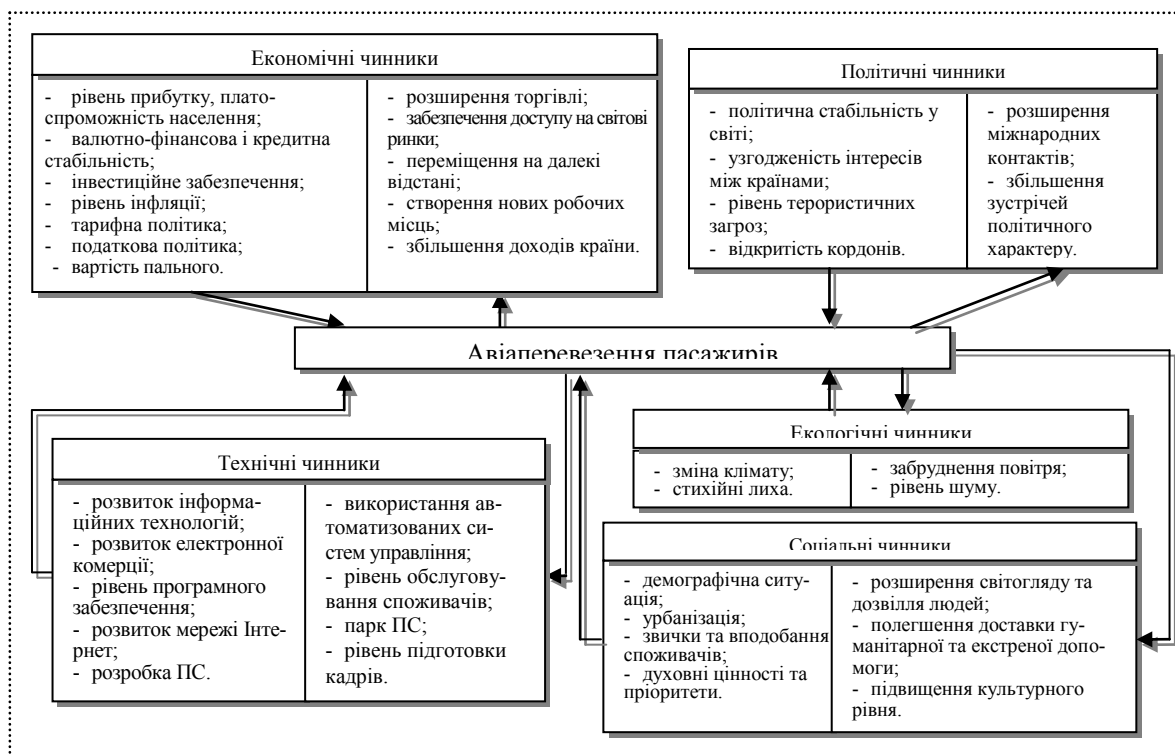 Економічні чинники
- рівень прибутку, плато-
спроможність населення;
- валютно-фінансова і кредитна
стабільність;
- інвестиційне забезпечення;
- рівень інфляції;
- тарифна політика;
- податкова політика;
- вартість пального.
- розширення торгівлі;
- забезпечення доступу на світові
ринки;
- переміщення на далекі
відстані;
- створення нових робочих
місць;
- збільшення доходів країни.
Політичні чинники
- політична стабільність у
світі;
- узгодженість інтересів
між країнами;
- рівень терористичних
загроз;
- відкритість кордонів.
- розширення
міжнародних
контактів;
- збільшення
зустрічей
політичного
характеру.
Авіаперевезення пасажирів
Технічні чинники
- розвиток інформа-
ційних технологій;
- розвиток електронної
комерції;
- рівень програмного
забезпечення;
- розвиток мережі Інте-
рнет;
- розробка ПС.
- використання ав-
томатизованих си-
стем управління;
- рівень обслугову-
вання споживачів;
- парк ПС;
- рівень підготовки
кадрів.
Екологічні чинники
- зміна клімату;
- стихійні лиха.
- забруднення повітря;
- рівень шуму.
Соціальні чинники
- демографічна ситу-
ація;
- урбанізація;
- звички та вподобання
споживачів;
- духовні цінності та
пріоритети.
- розширення світогляду та
дозвілля людей;
- полегшення доставки гу-
манітарної та екстреної допо-
моги;
- підвищення культурного
рівня.